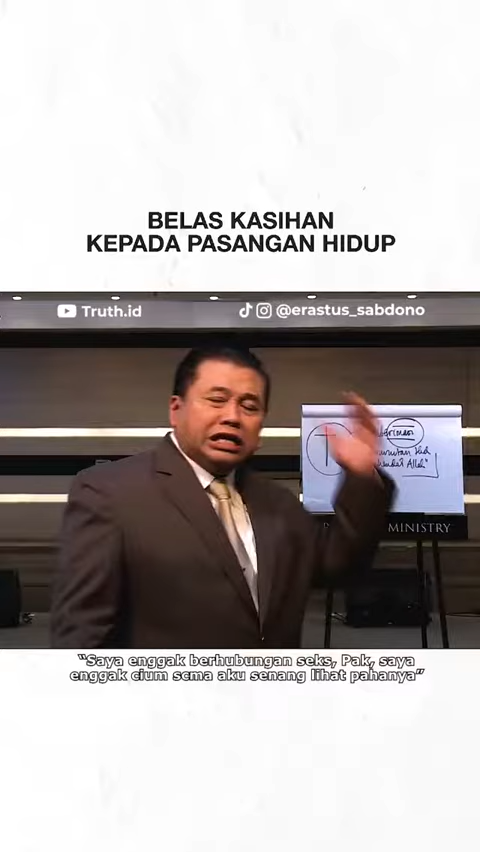 BELAS KASIHAN
KEPADA PASANGAN HIDUP
Truth.id
@erastus_sabdono
MINISTRY
"Saya enggak berhubungan seks, Pak, saya
enggak cium scma aku senang lihat pahanya"